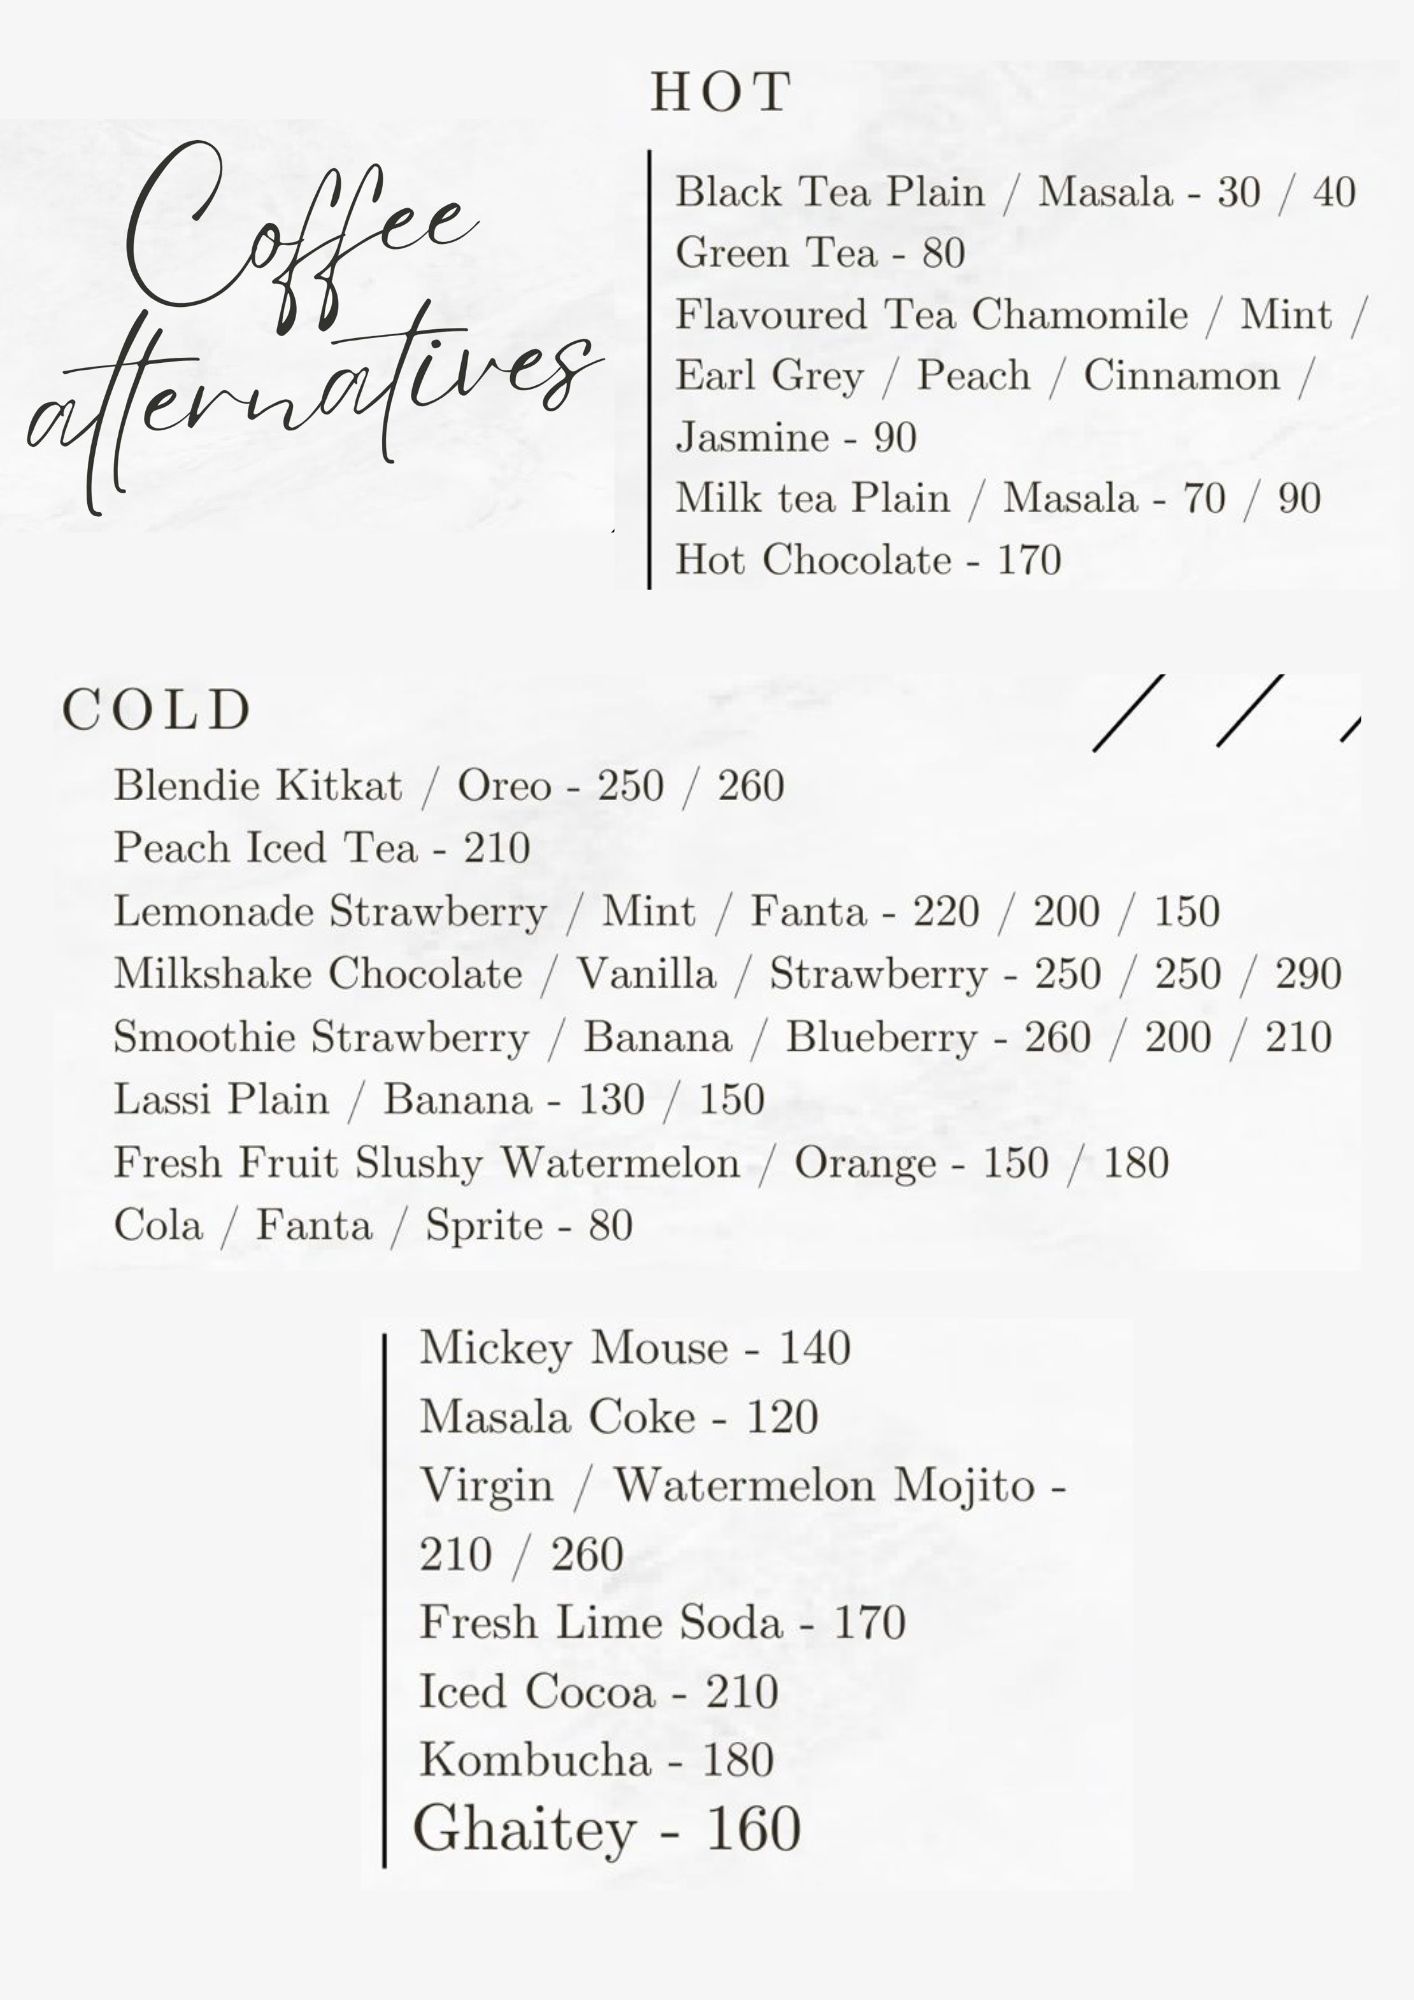 Coffee
alternatives
HOT
Black Tea Plain / Masala - 30 / 40
Green Tea - 80
Flavoured Tea Chamomile / Mint /
Earl Grey / Peach / Cinnamon /
Jasmine - 90
Milk tea Plain / Masala - 70 / 90
Hot Chocolate - 170
COLD
Blendie Kitkat / Oreo - 250 / 260
Peach Iced Tea - 210
Lemonade Strawberry / Mint / Fanta - 220 / 200 / 150
Milkshake Chocolate / Vanilla / Strawberry - 250 / 250 / 290
Smoothie Strawberry / Banana / Blueberry - 260 / 200 / 210
Lassi Plain / Banana - 130 / 150
Fresh Fruit Slushy Watermelon / Orange - 150 / 180
Cola / Fanta / Sprite - 80
Mickey Mouse - 140
Masala Coke - 120
Virgin / Watermelon Mojito -
210 / 260
Fresh Lime Soda - 170
Iced Cocoa - 210
Kombucha - 180
Ghaitey - 160